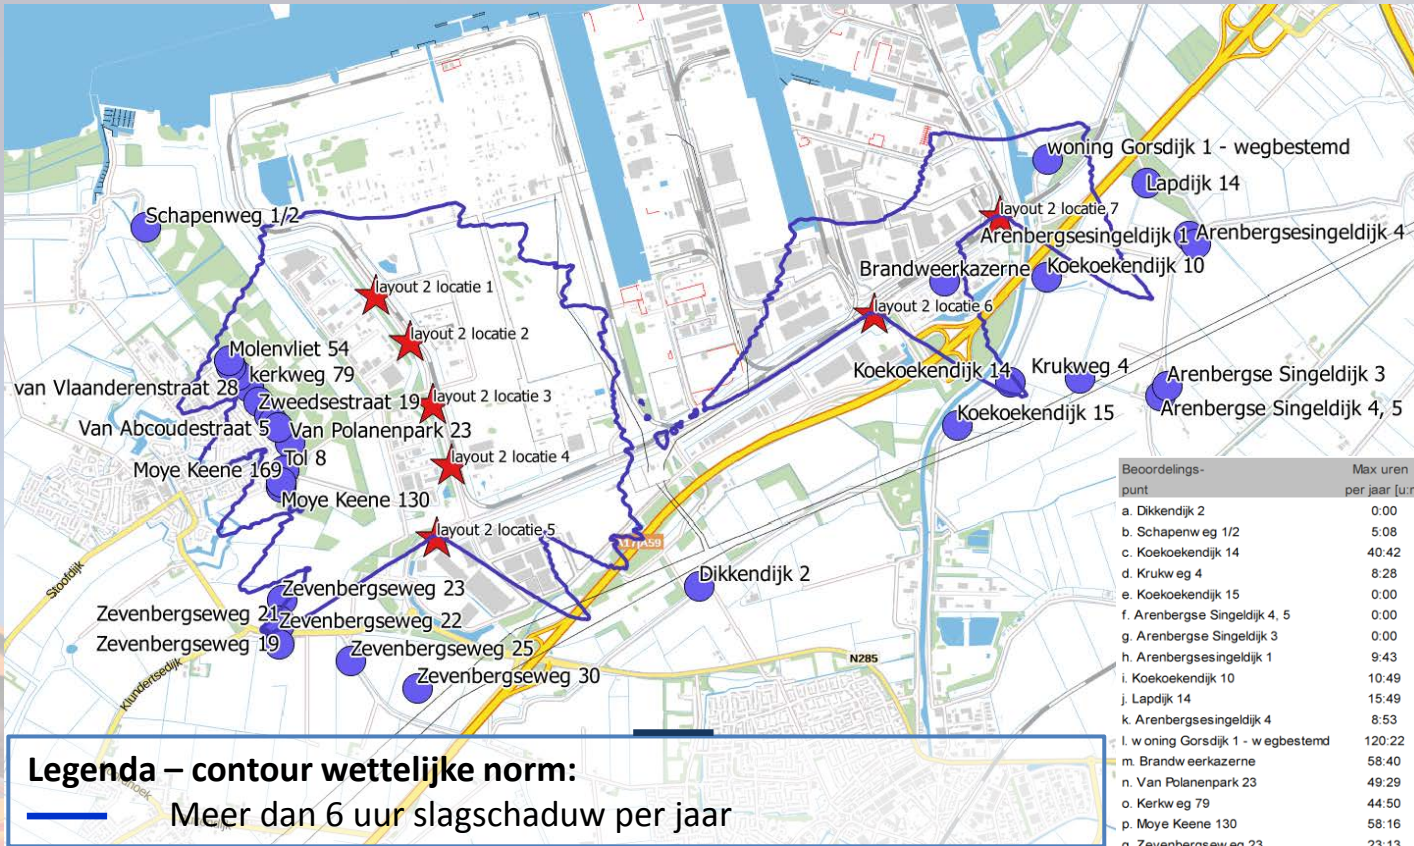 woning Gorsdijk 1 - wegbestemd
Lapdijk 14
Schapenweg 1/2
layout 2 locatie 7
Arenbergsesingeldijk 1
Arenbergsesingeldijk 4
Brandweerkazerne
Koekoekendijk 10
layout 2 locatie 1
layout 2 locatie 6
layout 2 locatie 2
Molenvliet 54
kerkweg 79
Koekoekendijk 14
Krukweg 4
Arenbergse Singeldijk 3
van Vlaanderenstraat 28
Zweedsestraat 19
layout 2 locatie 3
Arenbergse Singeldijk 4, 5
Koekoekendijk 15
Van Abcoudestraat 5
Van Polanenpark 23
Tol 8
layout 2 locatie 4
Moye Keene 169
Moye Keene 130
layout 2 locatie 5
A17/A59
Stoofdijk
Dikkendijk 2
Zevenbergseweg 23
Zevenbergseweg 21
Zevenbergseweg 22
Zevenbergseweg 19
Zevenbergseweg 25
N285
Zevenbergseweg 30
Klundertsedijk
Beoordelings- Max uren
punt per jaar [u:m
a. Dikkendijk 2 0:00
b. Schapenweg 1/2 5:08
c. Koekoekendijk 14 40:42
d. Krukweg 4 8:28
e. Koekoekendijk 15 0:00
f. Arenbergse Singeldijk 4, 5 0:00
g. Arenbergse Singeldijk 3 0:00
h. Arenbergsesingeldijk 1 9:43
i. Koekoekendijk 10 10:49
j. Lapdijk 14 15:49
k. Arenbergsesingeldijk 4 8:53
l. woning Gorsdijk 1 - wegbestemd 120:22
m. Brandweerkazerne 58:40
n. Van Polanenpark 23 49:29
o. Kerkweg 79 44:50
p. Moye Keene 130 58:16
q. Zevenbergseweg 23 23:13
Legenda – contour wettelijke norm:
Meer dan 6 uur slagschaduw per jaar